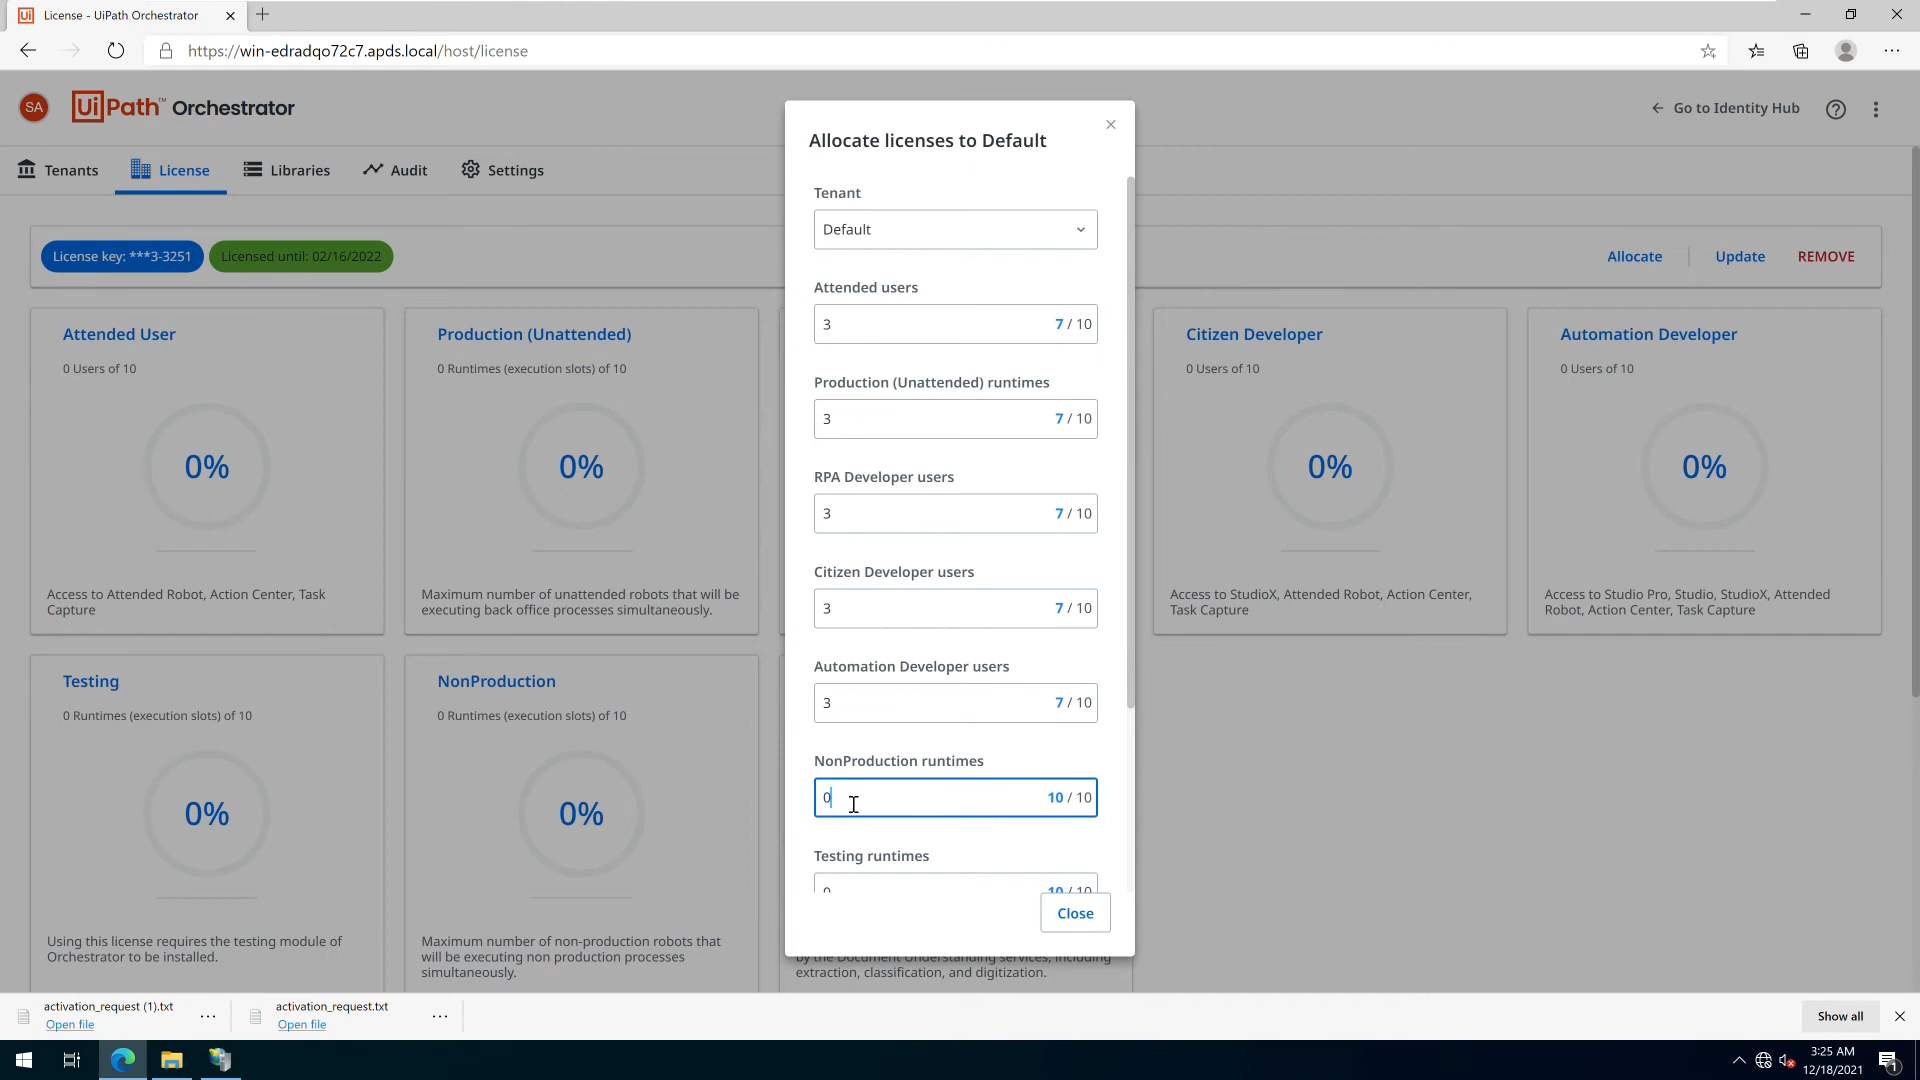 License - UiPath Orchestrator
https://win-edradqo72c7.apds.local/host/license
SA
UiPath™ Orchestrator
Go to Identity Hub
Tenants
License
Libraries
Audit
Settings
License key: ***3-3251
Licensed until: 02/16/2022
Allocate
Update
REMOVE
Attended User
0 Users of 10
0%
Access to Attended Robot, Action Center, Task
Capture
Production (Unattended)
0 Runtimes (execution slots) of 10
0%
Maximum number of unattended robots that will be
executing back office processes simultaneously.
Citizen Developer
0 Users of 10
0%
Access to StudioX, Attended Robot, Action Center,
Task Capture
Automation Developer
0 Users of 10
0%
Access to Studio Pro, Studio, StudioX, Attended
Robot, Action Center, Task Capture
Testing
0 Runtimes (execution slots) of 10
0%
Using this license requires the testing module of
Orchestrator to be installed.
NonProduction
0 Runtimes (execution slots) of 10
0%
Maximum number of non-production robots that
will be executing non production processes
simultaneously.
by the Document Understanding services, including
extraction, classification, and digitization.
Allocate licenses to Default
Tenant
Default
Attended users
3 7 / 10
Production (Unattended) runtimes
3 7 / 10
RPA Developer users
3 7 / 10
Citizen Developer users
3 7 / 10
Automation Developer users
3 7 / 10
NonProduction runtimes
0 10 / 10
Testing runtimes
0 10 / 10
Close
activation_request (1).txt
Open file
activation_request.txt
Open file
Show all
3:25 AM
12/18/2021
1